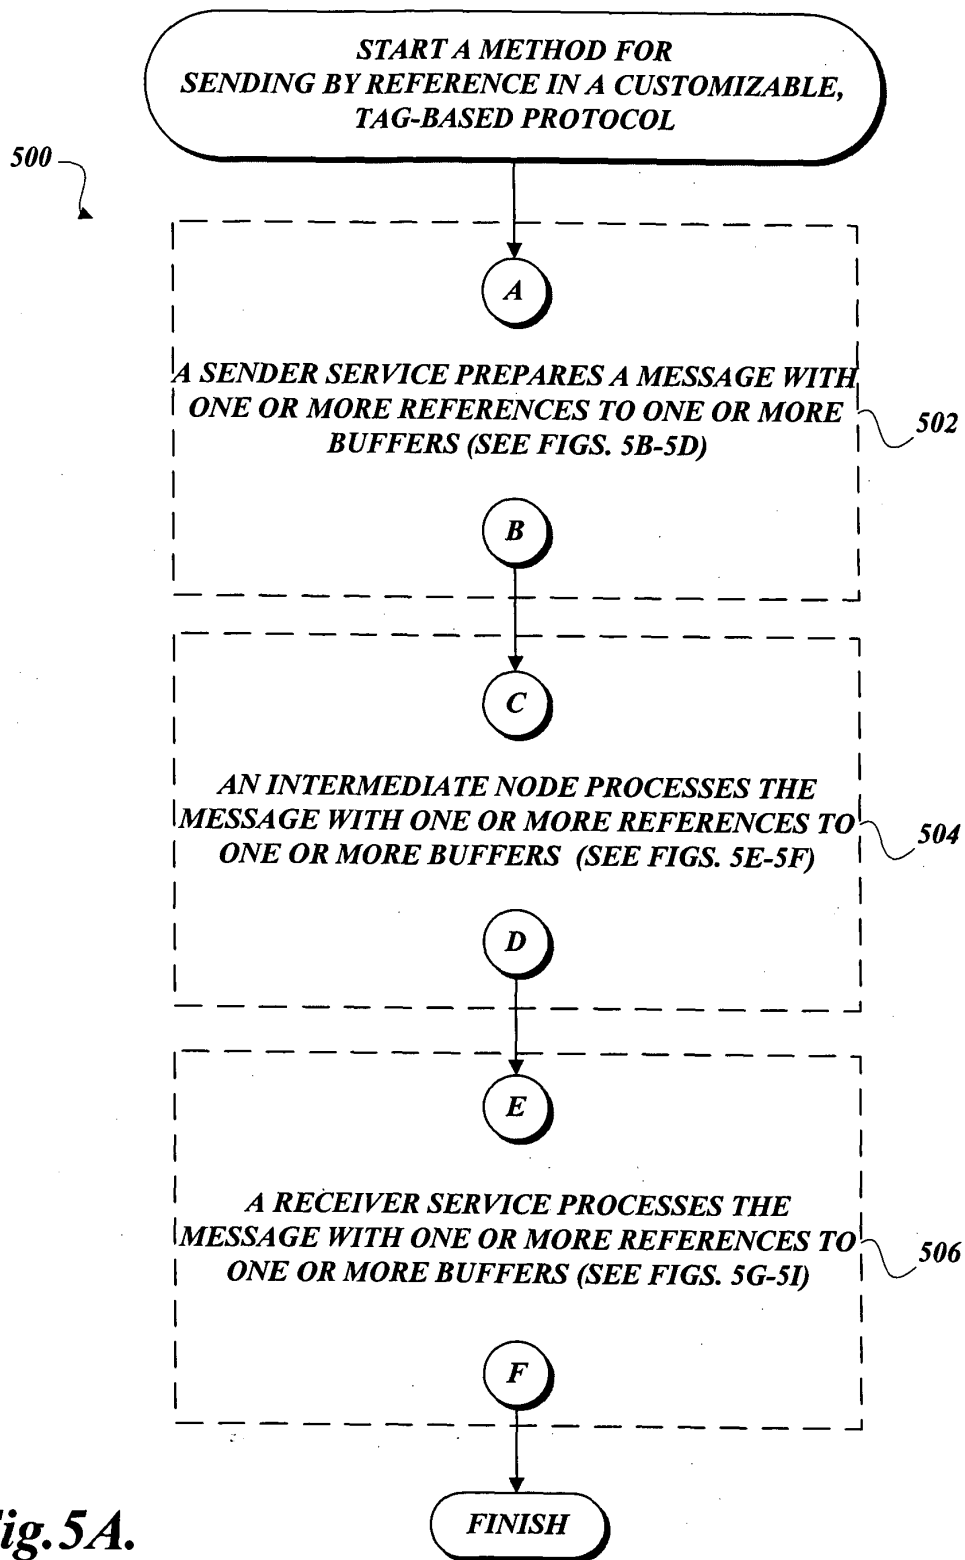 START A METHOD FOR
SENDING BY REFERENCE IN A CUSTOMIZABLE,
TAG-BASED PROTOCOL
500
A
A SENDER SERVICE PREPARES A MESSAGE WITH
ONE OR MORE REFERENCES TO ONE OR MORE
BUFFERS (SEE FIGS. 5B-5D)
502
B
C
AN INTERMEDIATE NODE PROCESSES THE
MESSAGE WITH ONE OR MORE REFERENCES TO
ONE OR MORE BUFFERS (SEE FIGS. 5E-5F)
504
D
E
A RECEIVER SERVICE PROCESSES THE
MESSAGE WITH ONE OR MORE REFERENCES TO
ONE OR MORE BUFFERS (SEE FIGS. 5G-5I)
506
F
FINISH
ig.5A.